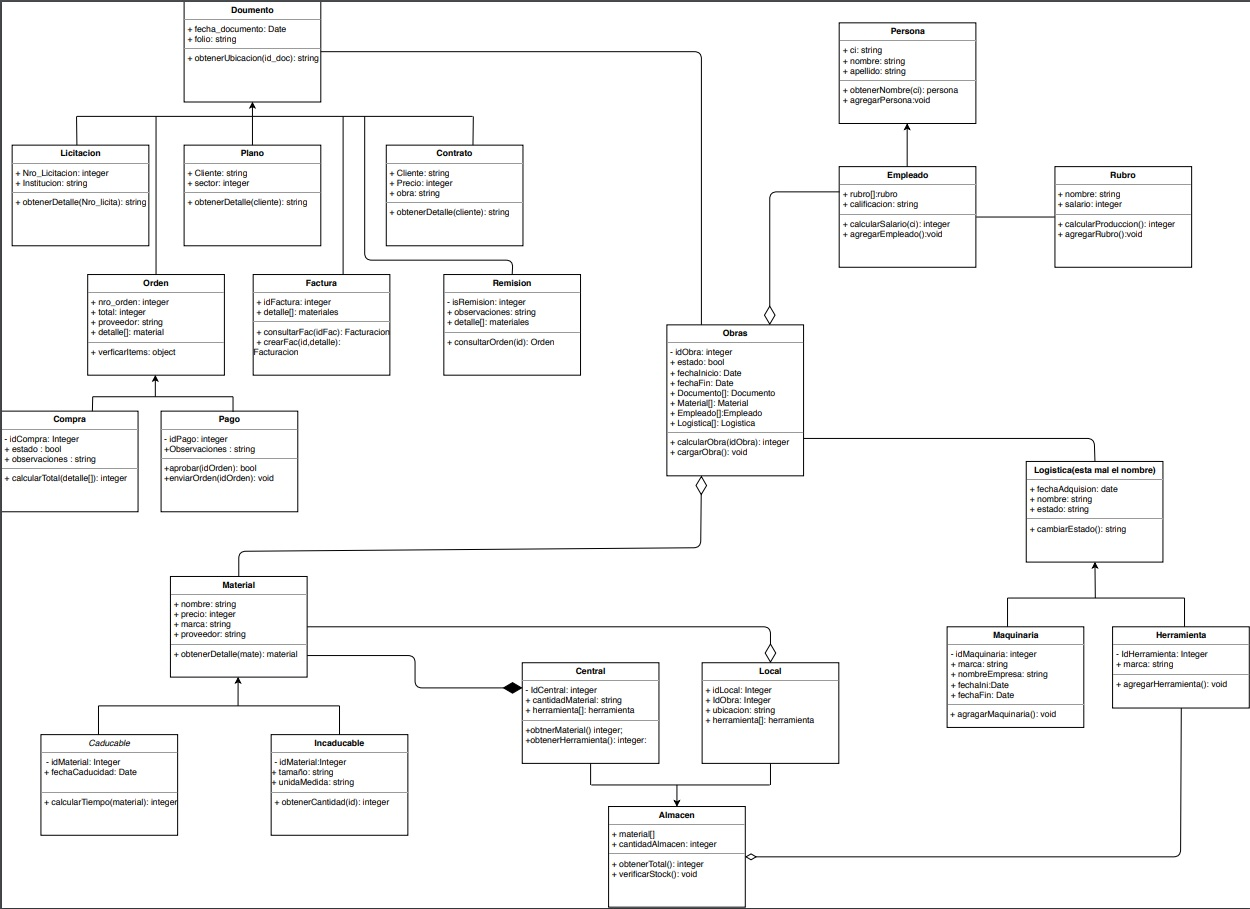 Doumento
+ fecha_documento: Date
+ folio: string
+ obtenerUbicacion(id_doc): string
Persona
+ ci: string
+ nombre: string
+ apellido: string
+ obtenerNombre(ci): persona
+ agregarPersona:void
Licitacion
+ Nro_Licitacion: integer
+ Institucion: string
+ obtenerDetalle(Nro_licita): string
Plano
+ Cliente: string
+ sector: integer
+ obtenerDetalle(cliente): string
Contrato
+ Cliente: string
+ Precio: integer
+ obra: string
+ obtenerDetalle(cliente): string
Empleado
+ rubro[]:rubro
+ calificacion: string
+ calcularSalario(ci): integer
+ agregarEmpleado():void
Rubro
+ nombre: string
+ salario: integer
+ calcularProduccion(): integer
+ agregarRubro():void
Orden
+ nro_orden: integer
+ total: integer
+ proveedor: string
+ detalle[]: material
+ verficarItems: object
Factura
+ idFactura: integer
+ detalle[]: materiales
+ consultarFac(idFac): Facturacion
+ crearFac(id,detalle):
Facturacion
Remision
- isRemision: integer
+ observaciones: string
+ detalle[]: materiales
+ consultarOrden(id): Orden
Obras
- idObra: integer
+ estado: bool
+ fechaInicio: Date
+ fechaFin: Date
+ Documento[]: Documento
+ Material[]: Material
+ Empleado[]:Empleado
+ Logistica[]: Logistica
+ calcularObra(idObra): integer
+ cargarObra(): void
Compra
- idCompra: Integer
+ estado : bool
+ observaciones : string
+ calcularTotal(detalle[]): integer
Pago
- idPago: integer
+Observaciones : string
+aprobar(idOrden): bool
+enviarOrden(idOrden): void
Logistica(esta mal el nombre)
+ fechaAdquision: date
+ nombre: string
+ estado: string
+ cambiarEstado(): string
Material
+ nombre: string
+ precio: integer
+ marca: string
+ proveedor: string
+ obtenerDetalle(mate): material
Maquinaria
- idMaquinaria: integer
+ marca: string
+ nombreEmpresa: string
+ fechaIni:Date
+ fechaFin: Date
+ agragarMaquinaria(): void
Herramienta
- IdHerramienta: Integer
+ marca: string
+ agregarHerramienta(): void
Central
- IdCentral: integer
+ cantidadMaterial: string
+ herramienta[]: herramienta
+obtnerMaterial() integer;
+obtenerHerramienta(): integer:
Local
+ idLocal: Integer
+ IdObra: Integer
+ ubicacion: string
+ herramienta[]: herramienta
Caducable
- idMaterial: Integer
+ fechaCaducidad: Date
+ calcularTiempo(material): integer
Incaducable
- idMaterial:Integer
+ tamaño: string
+ unidaMedida: string
+ obtenerCantidad(id): integer
Almacen
+ material[]
+ cantidadAlmacen: integer
+ obtenerTotal(): integer
+ verificarStock(): void